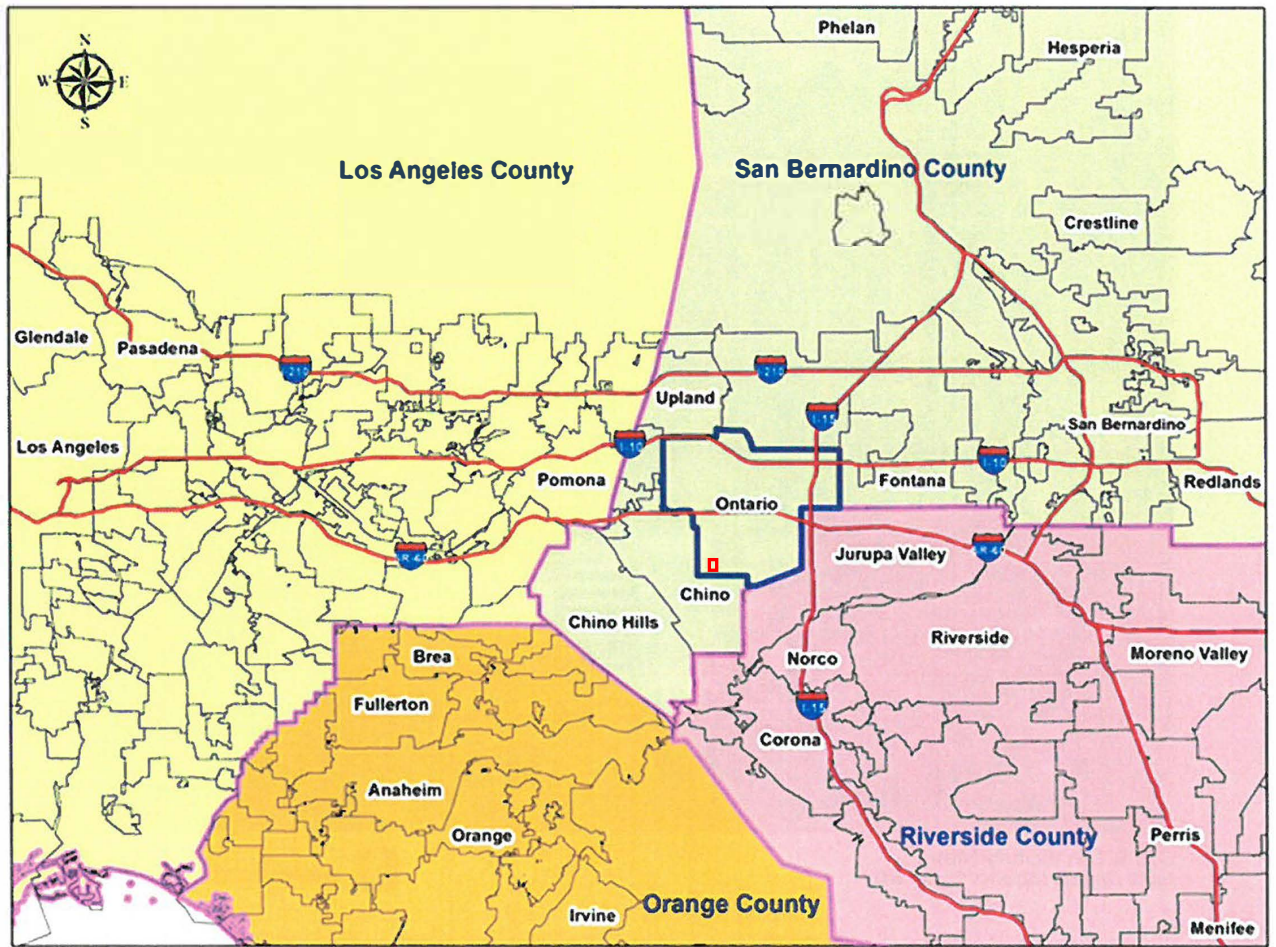 Phelan
Hesperia
N
W E
S
Los Angeles County
San Bernardino County
Crestline
Glendale
Pasadena
I-210
I-210
Upland
I-15
San Bernardino
Los Angeles
I-10
I-10
Pomona
Fontana
Redlands
Ontario
SR-60
Jurupa Valley
SR-60
Chino
Chino Hills
Riverside
Moreno Valley
Brea
Norco
Fullerton
I-15
Corona
Anaheim
Orange
Riverside County
Perris
Orange County
Irvine
Menifee